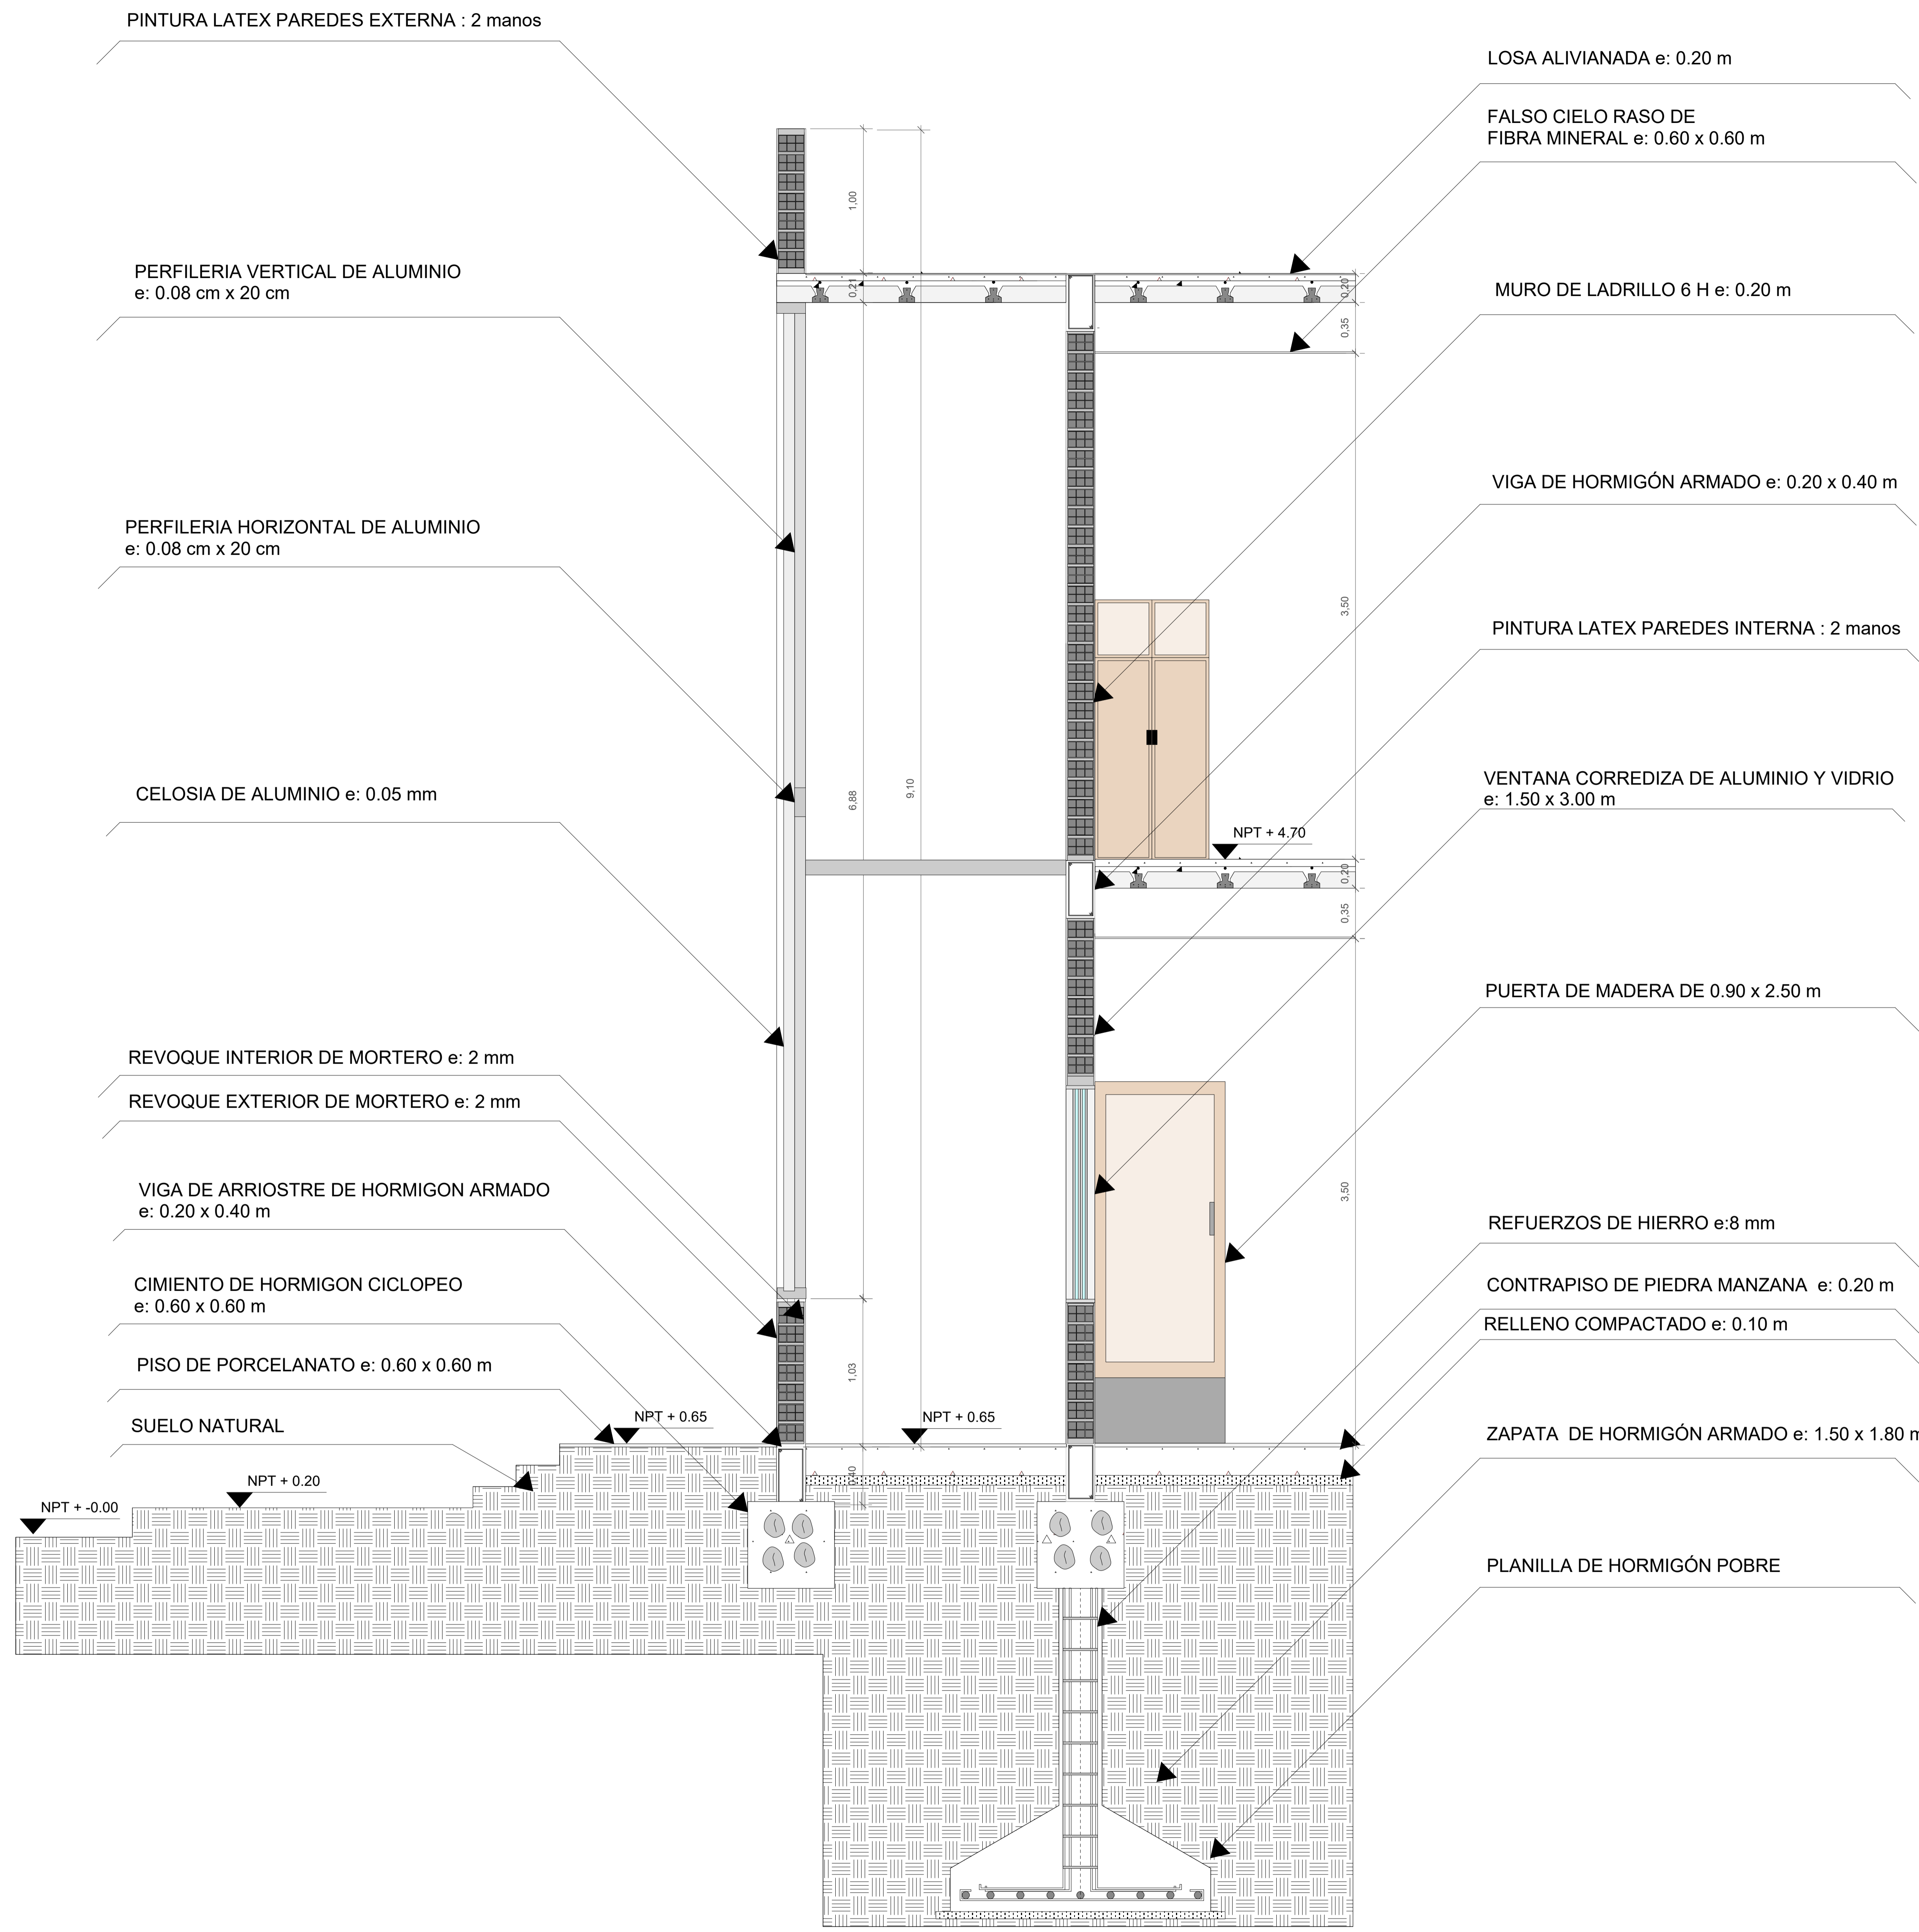 PINTURA LATEX PAREDES EXTERNA : 2 manos
PERFILERIA VERTICAL DE ALUMINIO
e: 0.08 cm x 20 cm
PERFILERIA HORIZONTAL DE ALUMINIO
e: 0.08 cm x 20 cm
CELOSIA DE ALUMINIO e: 0.05 mm
REVOQUE INTERIOR DE MORTERO e: 2 mm
REVOQUE EXTERIOR DE MORTERO e: 2 mm
VIGA DE ARRIOSTRE DE HORMIGON ARMADO
e: 0.20 x 0.40 m
CIMIENTO DE HORMIGON CICLOPEO
e: 0.60 x 0.60 m
PISO DE PORCELANATO e: 0.60 x 0.60 m
SUELO NATURAL
NPT + -0.00
NPT + 0.20
NPT + 0.65
NPT + 0.65
NPT + 4.70
1,00
0,21
6,88
9,10
1,03
0,40
0,20
0,35
3,50
0,20
0,35
3,50
LOSA ALIVIANADA e: 0.20 m
FALSO CIELO RASO DE
FIBRA MINERAL e: 0.60 x 0.60 m
MURO DE LADRILLO 6 H e: 0.20 m
VIGA DE HORMIGÓN ARMADO e: 0.20 x 0.40 m
PINTURA LATEX PAREDES INTERNA : 2 manos
VENTANA CORREDIZA DE ALUMINIO Y VIDRIO
e: 1.50 x 3.00 m
PUERTA DE MADERA DE 0.90 x 2.50 m
REFUERZOS DE HIERRO e:8 mm
CONTRAPISO DE PIEDRA MANZANA e: 0.20 m
RELLENO COMPACTADO e: 0.10 m
ZAPATA DE HORMIGÓN ARMADO e: 1.50 x 1.80 m
PLANILLA DE HORMIGÓN POBRE